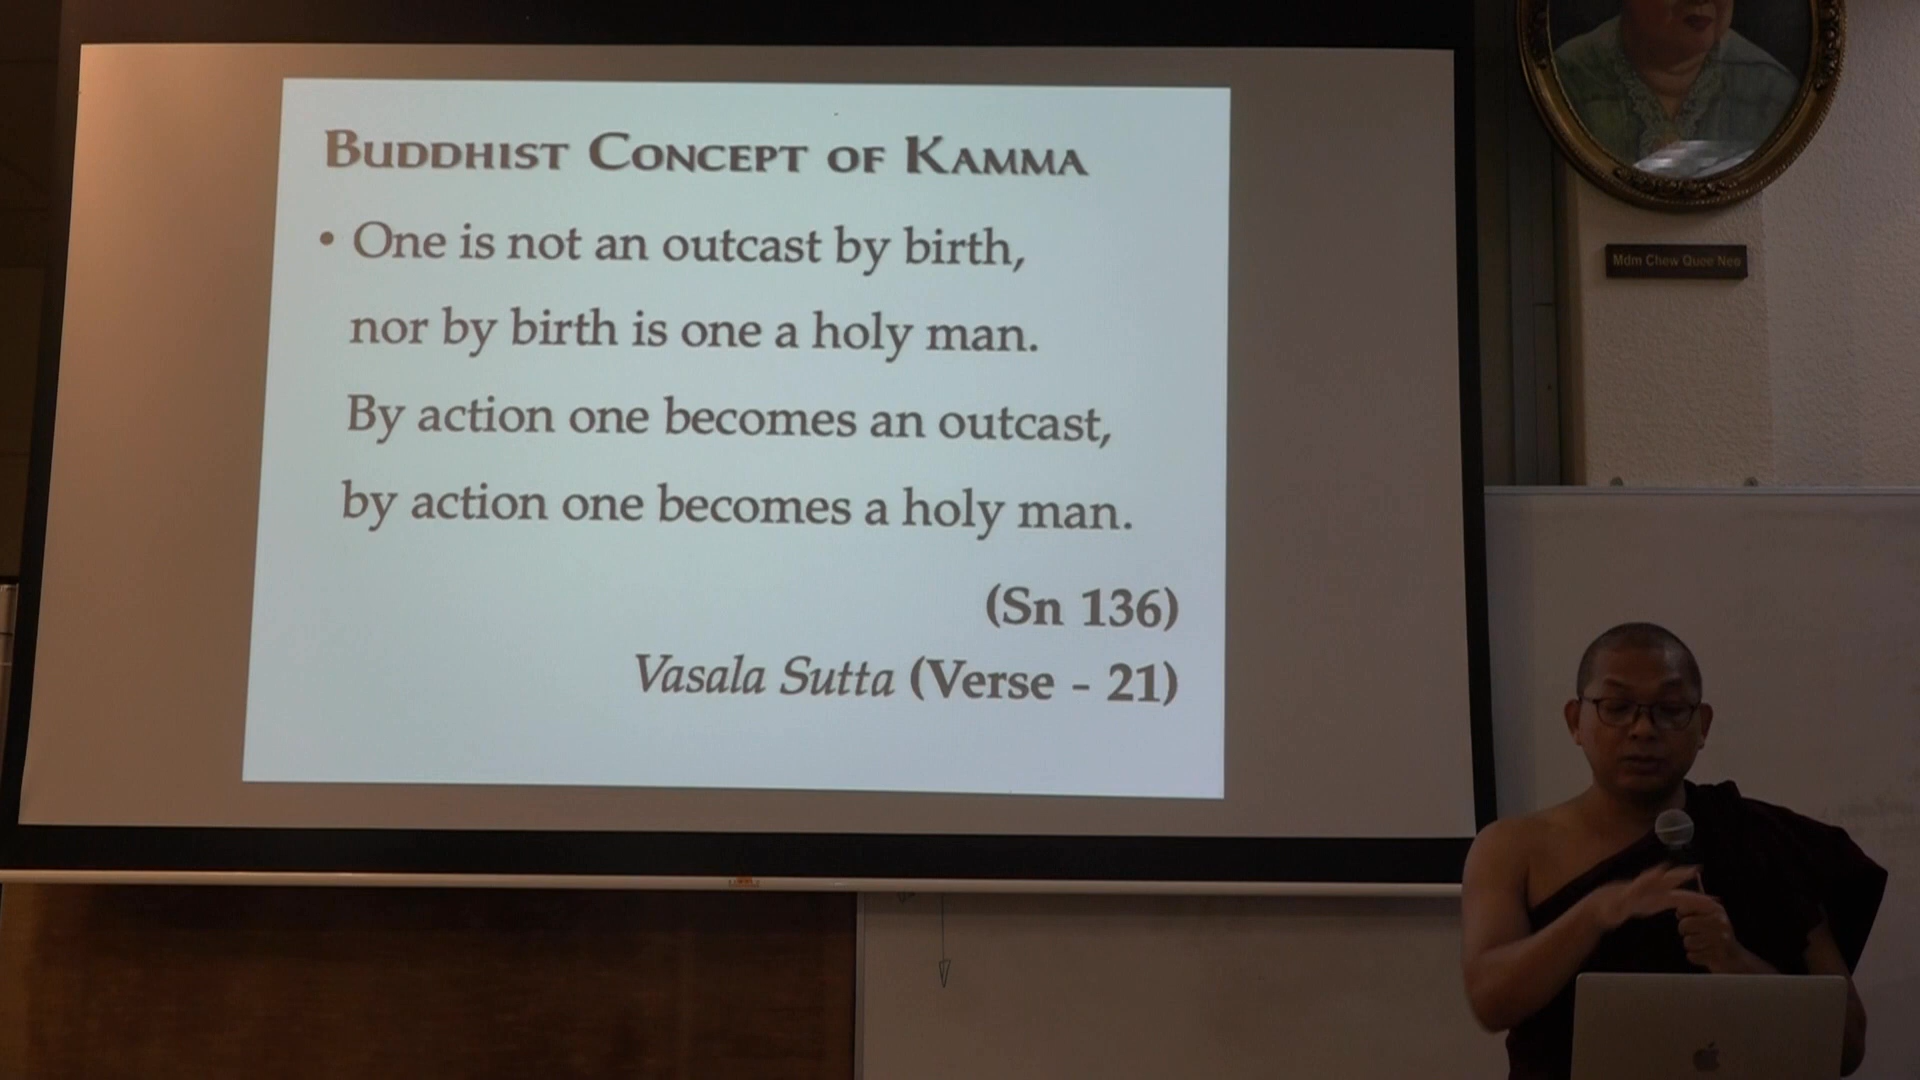 BUDDHIST CONCEPT OF KAMMA
• One is not an outcast by birth,
nor by birth is one a holy man.
By action one becomes an outcast,
by action one becomes a holy man.
(Sn 136)
Vasala Sutta (Verse - 21)
Mdm Chew Quee Neo